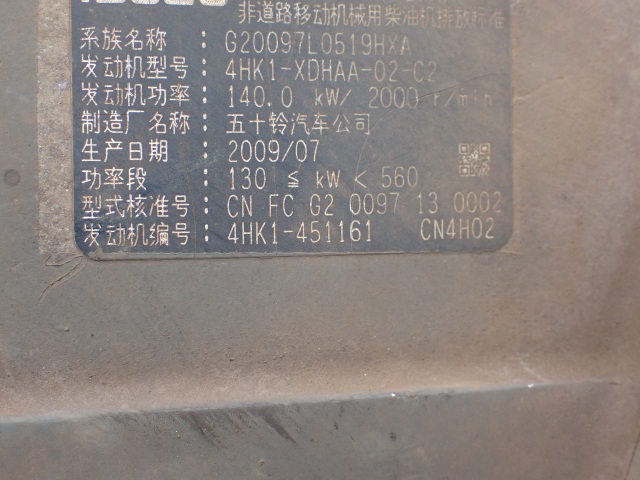 非道路移动机械用柴油机排放标准
系族名称 : G20097L0519HXA
发动机型号 : 4HK1-XDHAA-02-C2
发动机功率 : 140.0 kW/ 2000 r/min
制造厂名称 : 五十铃汽车公司
生产日期 : 2009/07
功率段 : 130 ≦ kW < 560
型式核准号 : CN FC G2 0097 13 0002
发动机编号 : 4HK1-451161 CN4H02